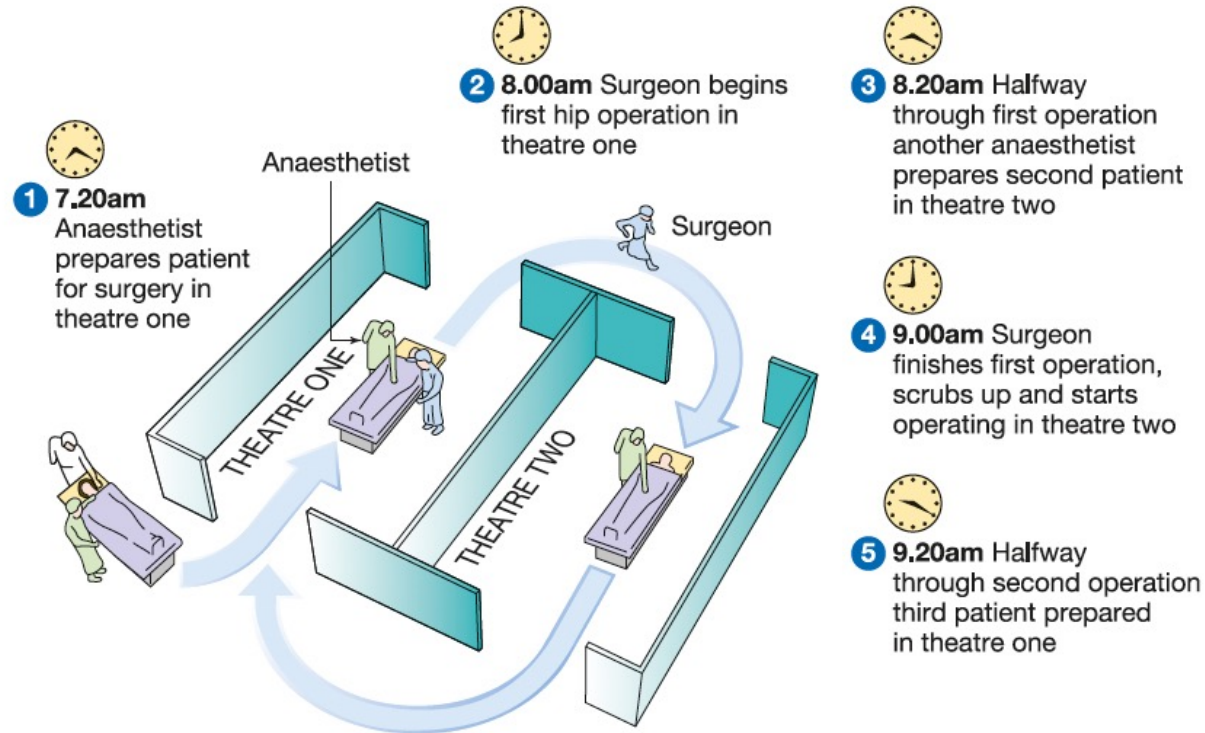 1 7.20am
Anaesthetist
prepares patient
for surgery in
theatre one
Anaesthetist
2 8.00am Surgeon begins
first hip operation in
theatre one
Surgeon
3 8.20am Halfway
through first operation
another anaesthetist
prepares second patient
in theatre two
4 9.00am Surgeon
finishes first operation,
scrubs up and starts
operating in theatre two
5 9.20am Halfway
through second operation
third patient prepared
in theatre one
THEATRE ONE
THEATRE TWO